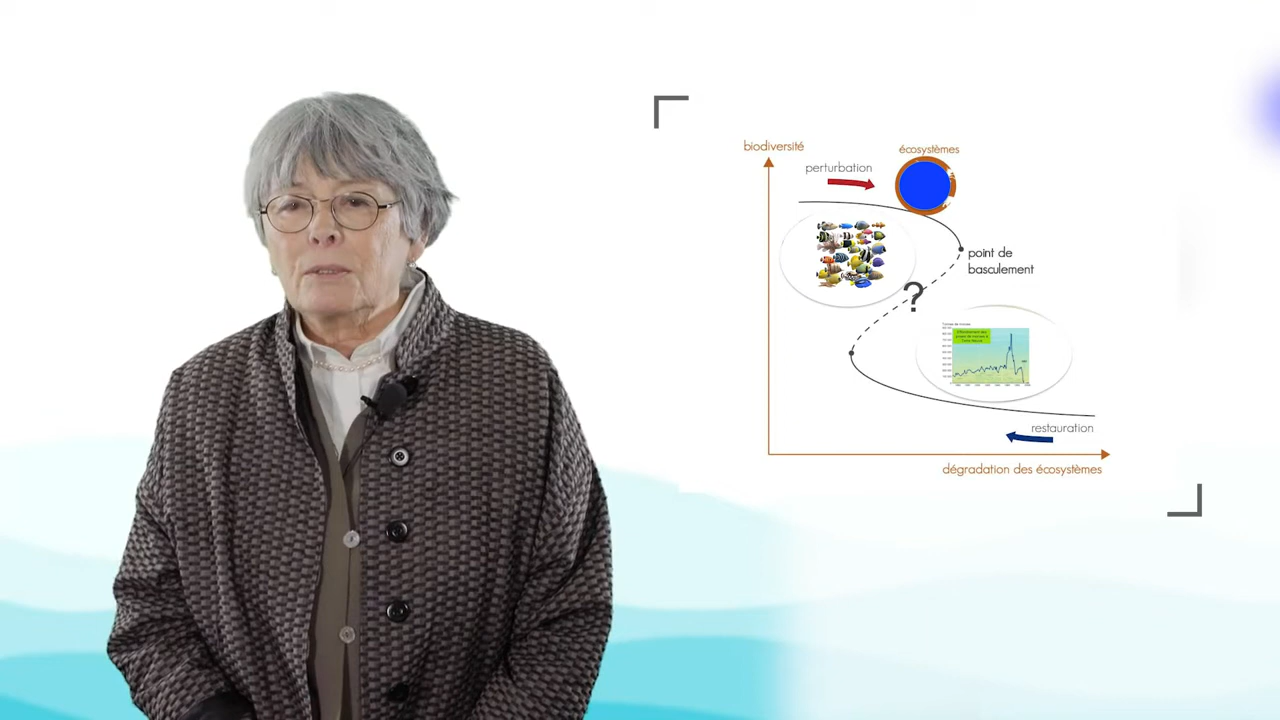 biodiversité
écosystèmes
perturbation
point de
basculement
?
restauration
dégradation des écosystèmes